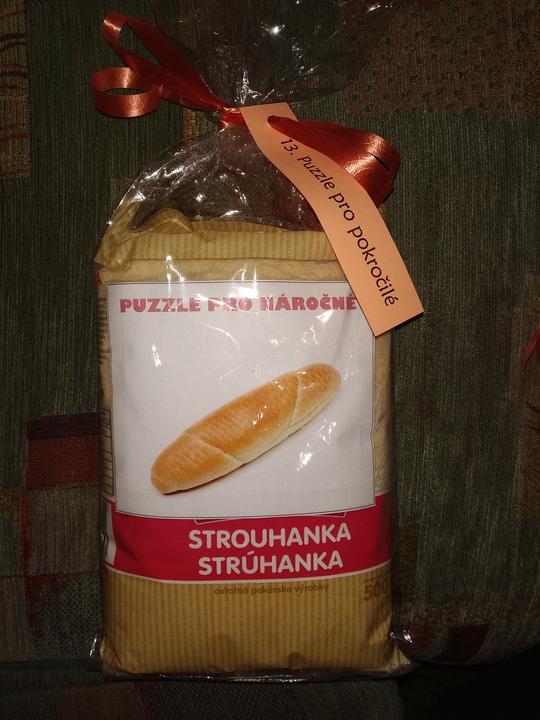 13. Puzzle pro pokročilé
PUZZLE PRO NÁROČNÉ
STROUHANKA
STRÚHANKA
ostatné pekárske výrobky
500